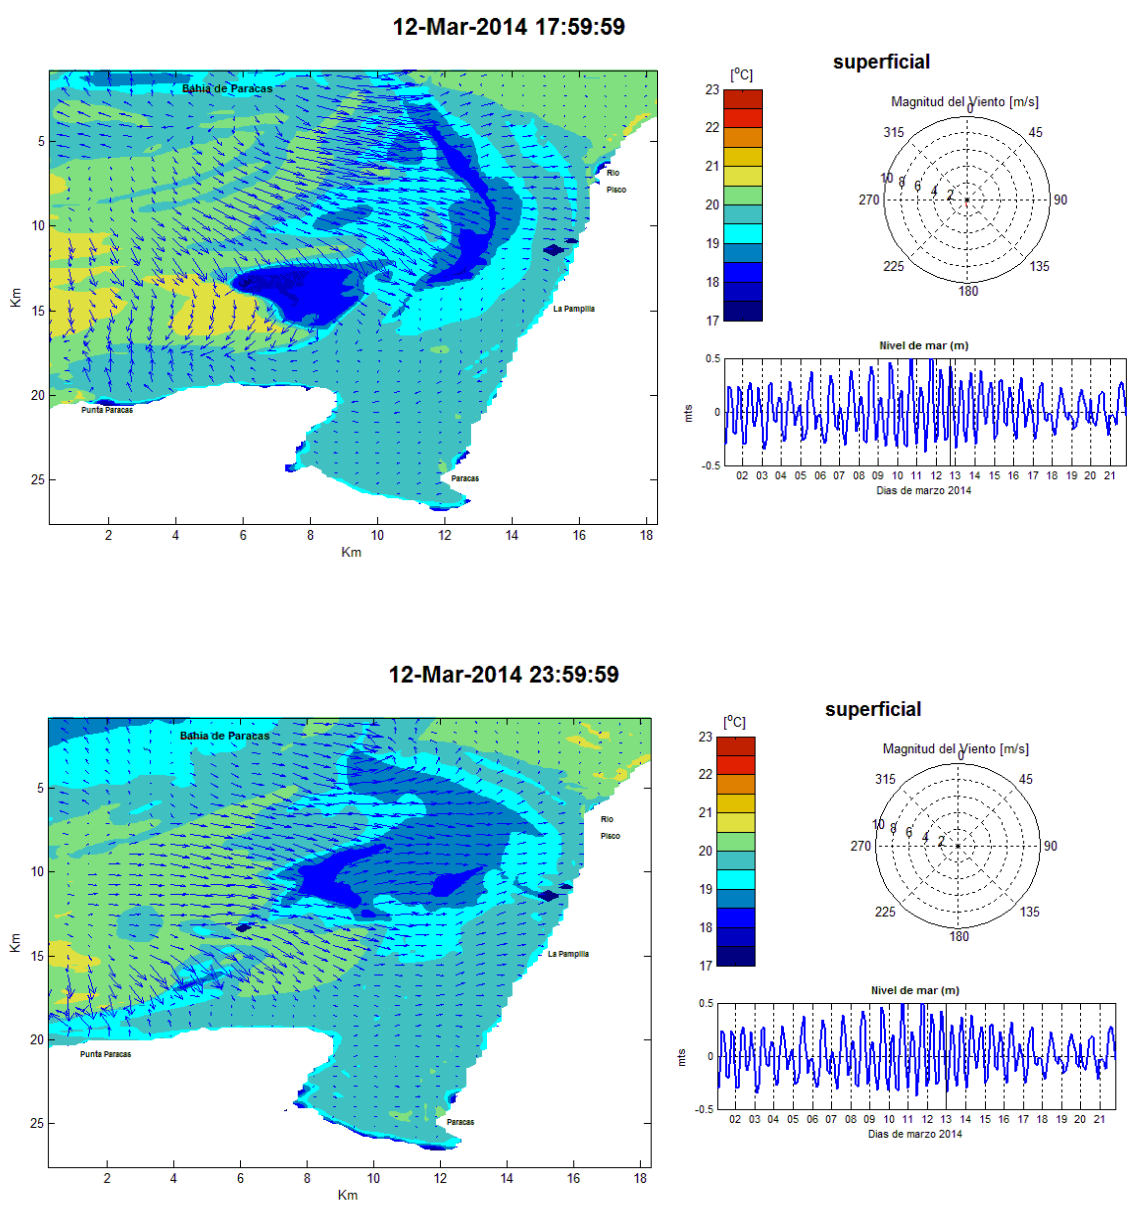 12-Mar-2014 17:59:59
superficial
Bahia de Paracas
Rio
Pisco
La Pampilla
Punta Paracas
Paracas
5
10
15
20
25
Km
2 4 6 8 10 12 14 16 18
Km
[°C]
23
22
21
20
19
18
17
Magnitud del Viento [m/s]
0
315 45
10 8 6 4 2
270 90
225 135
180
Nivel de mar (m)
0.5
0
-0.5
mts
02 03 04 05 06 07 08 09 10 11 12 13 14 15 16 17 18 19 20 21
Dias de marzo 2014
12-Mar-2014 23:59:59
superficial
Bahia de Paracas
Rio
Pisco
La Pampilla
Punta Paracas
Paracas
5
10
15
20
25
Km
2 4 6 8 10 12 14 16 18
Km
[°C]
23
22
21
20
19
18
17
Magnitud del Viento [m/s]
0
315 45
10 8 6 4 2
270 90
225 135
180
Nivel de mar (m)
0.5
0
-0.5
mts
02 03 04 05 06 07 08 09 10 11 12 13 14 15 16 17 18 19 20 21
Dias de marzo 2014